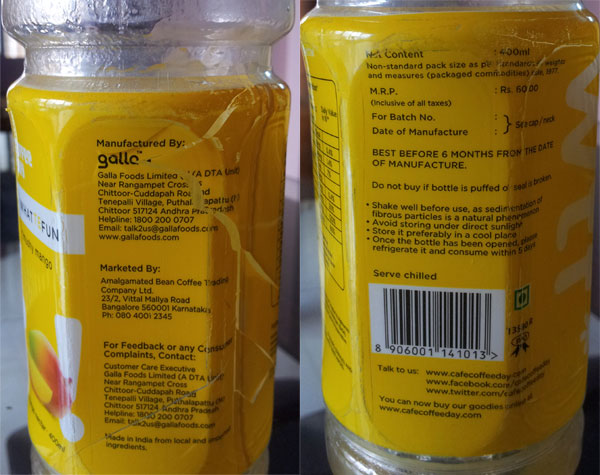 WHAT FUN
mango
400ml
Manufactured By:
galla
Galla Foods Limited (A DTA Unit)
Near Rangampet Cross
Chittoor-Cuddapah Road
Tenepalli Village, Puthalapattu
Chittoor 517124 Andhra Pradesh
Helpline: 1800 200 0707
Email: talk2us@gallafoods.com
www.gallafoods.com
Marketed By:
Amalgamated Bean Coffee Trading
Company Ltd.
23/2, Vittal Mallya Road
Bangalore 560001 Karnataka
Ph: 080 4001 2345
For Feedback or any Consumer
Complaints, Contact:
Customer Care Executive
Galla Foods Limited (A DTA Unit)
Near Rangampet Cross
Chittoor-Cuddapah Road
Tenepalli Village, Puthalapattu
Chittoor 517124 Andhra Pradesh
Helpline: 1800 200 0707
Email: talk2us@gallafoods.com
Made in India from local and
ingredients.
Net Content : 400ml
Non-standard pack size as per standards weights
and measures (packaged commodities) rule, 1977.
M.R.P. : Rs. 60.00
(Inclusive of all taxes)
For Batch No. :
Date of Manufacture : } See cap / neck
BEST BEFORE 6 MONTHS FROM THE DATE
OF MANUFACTURE.
Do not buy if bottle is puffed or seal is broken.
• Shake well before use, as sedimentation of
fibrous particles is a natural phenomenon
• Avoid storing under direct sunlight
• Store it preferably in a cool place
• Once the bottle has been opened, please
refrigerate it and consume within 5 days
Serve chilled
8 906001 141013 >
Talk to us: www.cafecoffeeday.com
www.facebook.com/cafecoffeeday
www.twitter.com/cafecoffeeday
You can now buy our goodies online at
www.cafecoffeeday.com